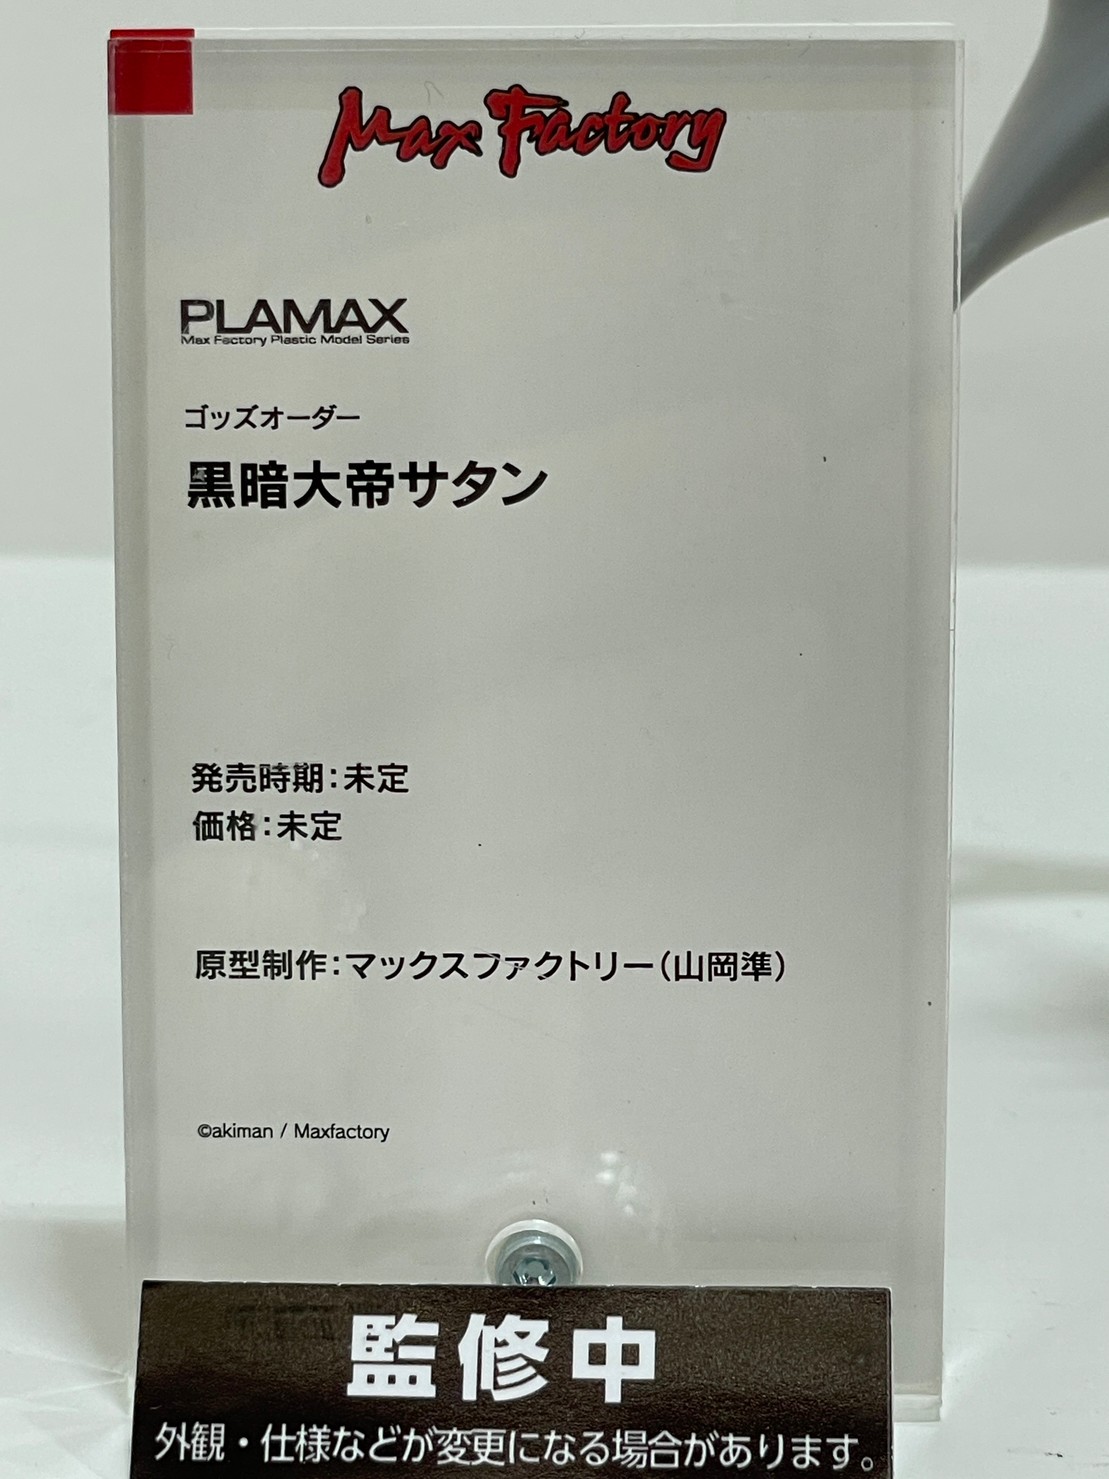 Max Factory
PLAMAX
Max Factory Plastic Model Series
ゴッズオーダー
黒暗大帝サタン
発売時期：未定
価格：未定
原型制作：マックスファクトリー（山岡準）
©akiman / Maxfactory
監修中
外観・仕様などが変更になる場合があります。